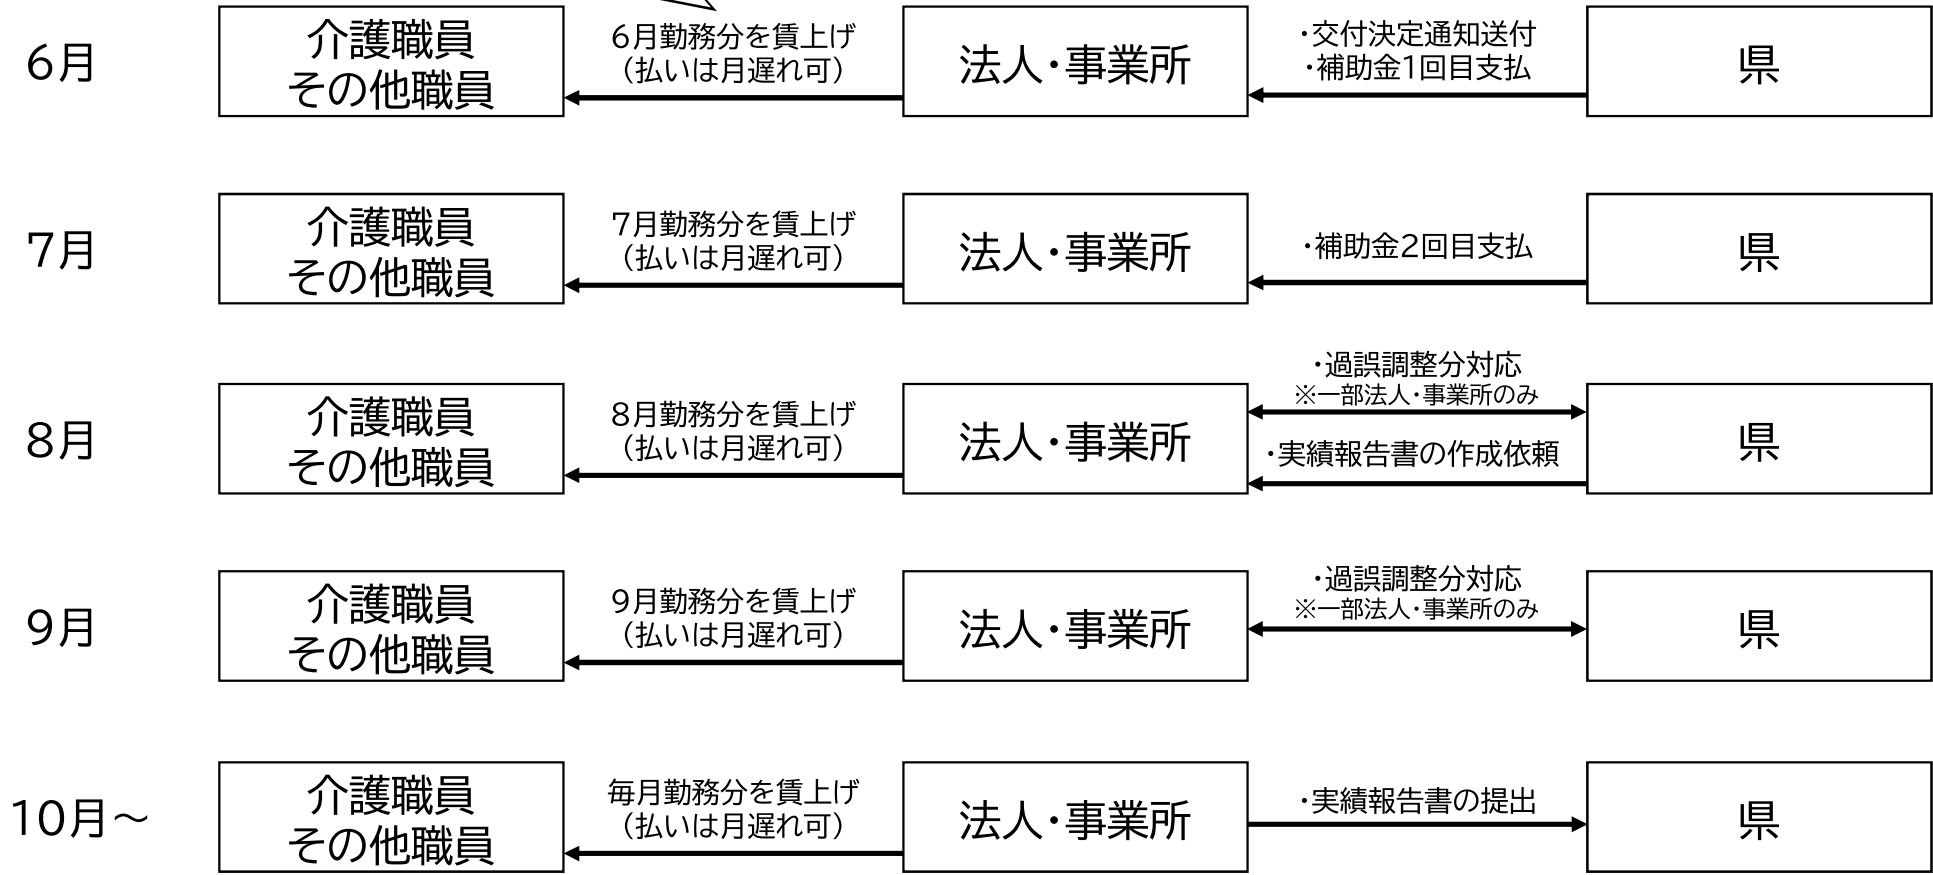 6月
介護職員
その他職員
6月勤務分を賃上げ
（払いは月遅れ可）
法人・事業所
・交付決定通知送付
・補助金1回目支払
県
7月
介護職員
その他職員
7月勤務分を賃上げ
（払いは月遅れ可）
法人・事業所
・補助金2回目支払
県
8月
介護職員
その他職員
8月勤務分を賃上げ
（払いは月遅れ可）
法人・事業所
・過誤調整分対応
※一部法人・事業所のみ
・実績報告書の作成依頼
県
9月
介護職員
その他職員
9月勤務分を賃上げ
（払いは月遅れ可）
法人・事業所
・過誤調整分対応
※一部法人・事業所のみ
県
10月～
介護職員
その他職員
毎月勤務分を賃上げ
（払いは月遅れ可）
法人・事業所
・実績報告書の提出
県